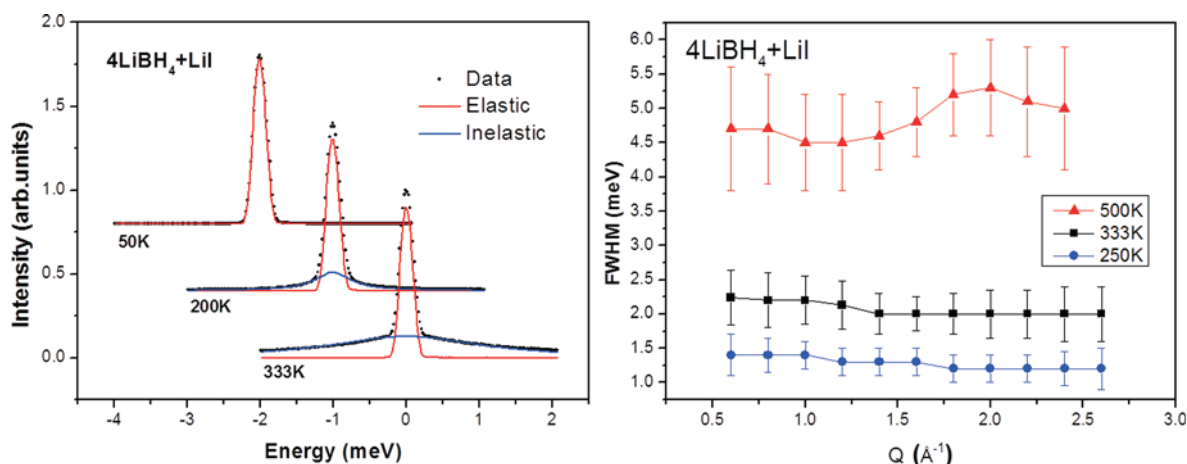 4LiBH4+LiI
Data
Elastic
Inelastic
50K
200K
333K
2.0
1.5
1.0
0.5
0.0
Intensity (arb.units)
-4 -3 -2 -1 0 1 2
Energy (meV)
4LiBH4+LiI
500K
333K
250K
6.0
5.5
5.0
4.5
4.0
3.5
3.0
2.5
2.0
1.5
1.0
FWHM (meV)
0.5 1.0 1.5 2.0 2.5 3.0
Q (Å-1)